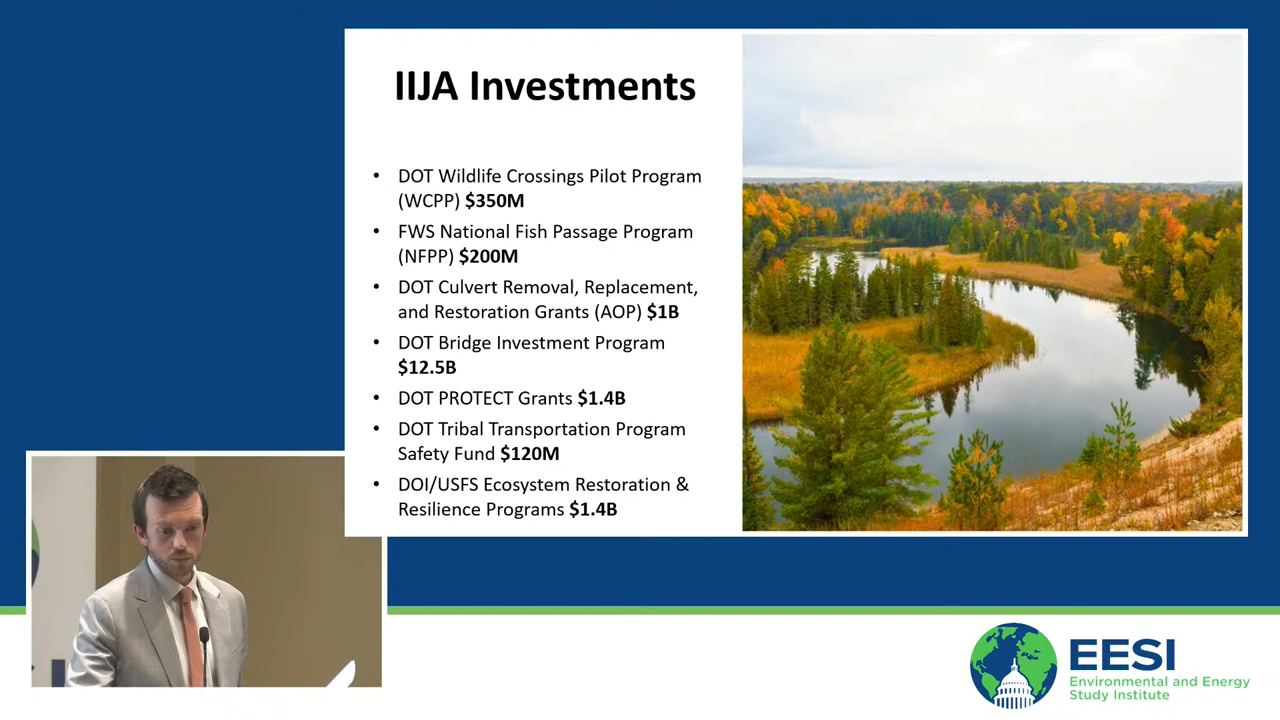 IIJA Investments
• DOT Wildlife Crossings Pilot Program
(WCPP) $350M
• FWS National Fish Passage Program
(NFPP) $200M
• DOT Culvert Removal, Replacement,
and Restoration Grants (AOP) $1B
• DOT Bridge Investment Program
$12.5B
• DOT PROTECT Grants $1.4B
• DOT Tribal Transportation Program
Safety Fund $120M
• DOI/USFS Ecosystem Restoration &
Resilience Programs $1.4B
EESI
Environmental and Energy
Study Institute